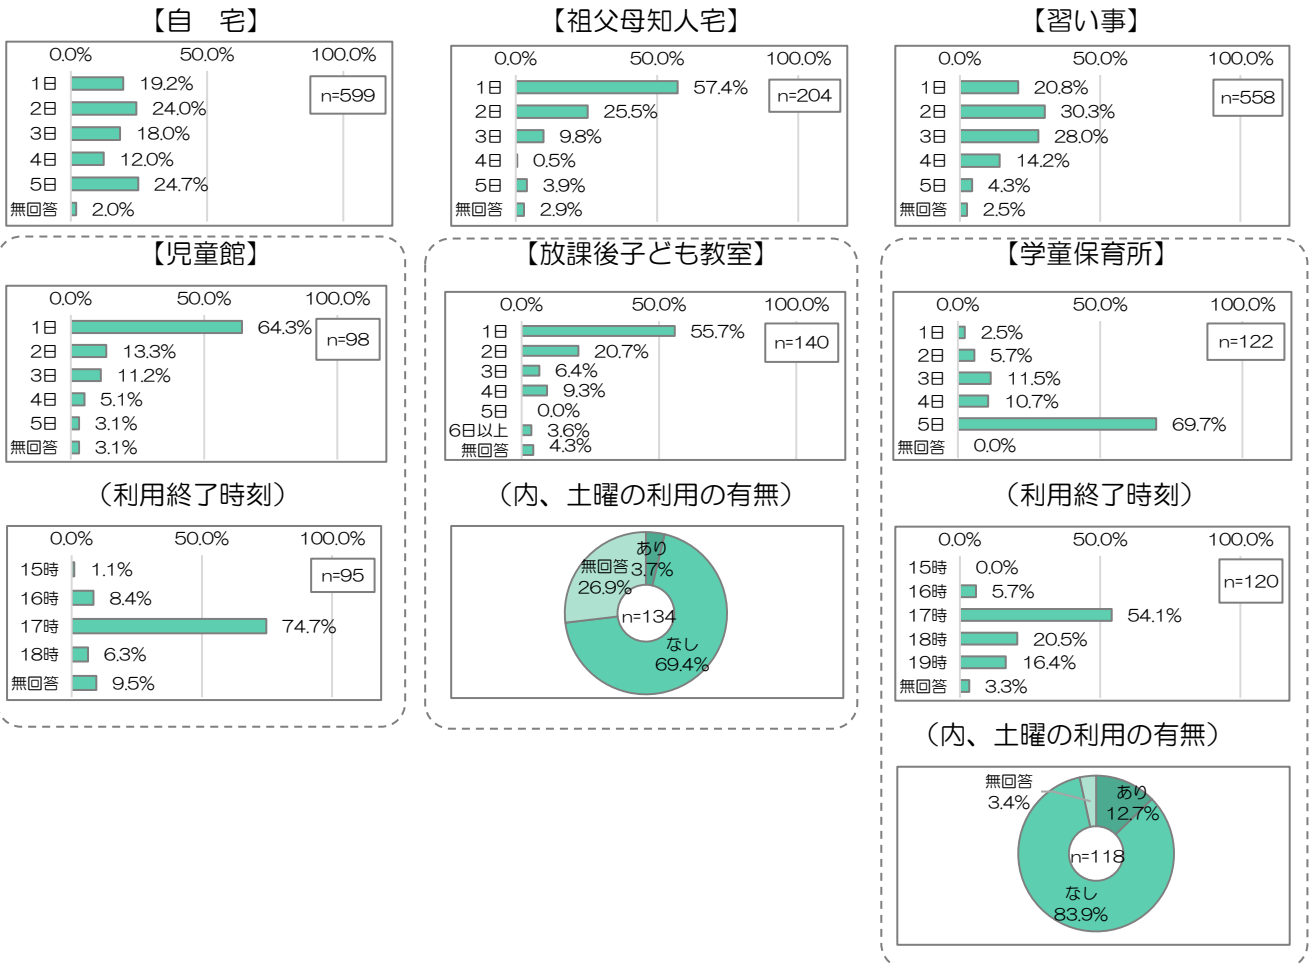 【自　宅】
0.0% 50.0% 100.0%
n=599
1日 19.2%
2日 24.0%
3日 18.0%
4日 12.0%
5日 24.7%
無回答 2.0%
【祖父母知人宅】
0.0% 50.0% 100.0%
n=204
1日 57.4%
2日 25.5%
3日 9.8%
4日 0.5%
5日 3.9%
無回答 2.9%
【習い事】
0.0% 50.0% 100.0%
n=558
1日 20.8%
2日 30.3%
3日 28.0%
4日 14.2%
5日 4.3%
無回答 2.5%
【児童館】
0.0% 50.0% 100.0%
n=98
1日 64.3%
2日 13.3%
3日 11.2%
4日 5.1%
5日 3.1%
無回答 3.1%
（利用終了時刻）
0.0% 50.0% 100.0%
n=95
15時 1.1%
16時 8.4%
17時 74.7%
18時 6.3%
無回答 9.5%
【放課後子ども教室】
0.0% 50.0% 100.0%
n=140
1日 55.7%
2日 20.7%
3日 6.4%
4日 9.3%
5日 0.0%
6日以上 3.6%
無回答 4.3%
（内、土曜の利用の有無）
あり
3.7%
無回答
26.9%
n=134
なし
69.4%
【学童保育所】
0.0% 50.0% 100.0%
n=122
1日 2.5%
2日 5.7%
3日 11.5%
4日 10.7%
5日 69.7%
無回答 0.0%
（利用終了時刻）
0.0% 50.0% 100.0%
n=120
15時 0.0%
16時 5.7%
17時 54.1%
18時 20.5%
19時 16.4%
無回答 3.3%
（内、土曜の利用の有無）
無回答
3.4%
あり
12.7%
n=118
なし
83.9%